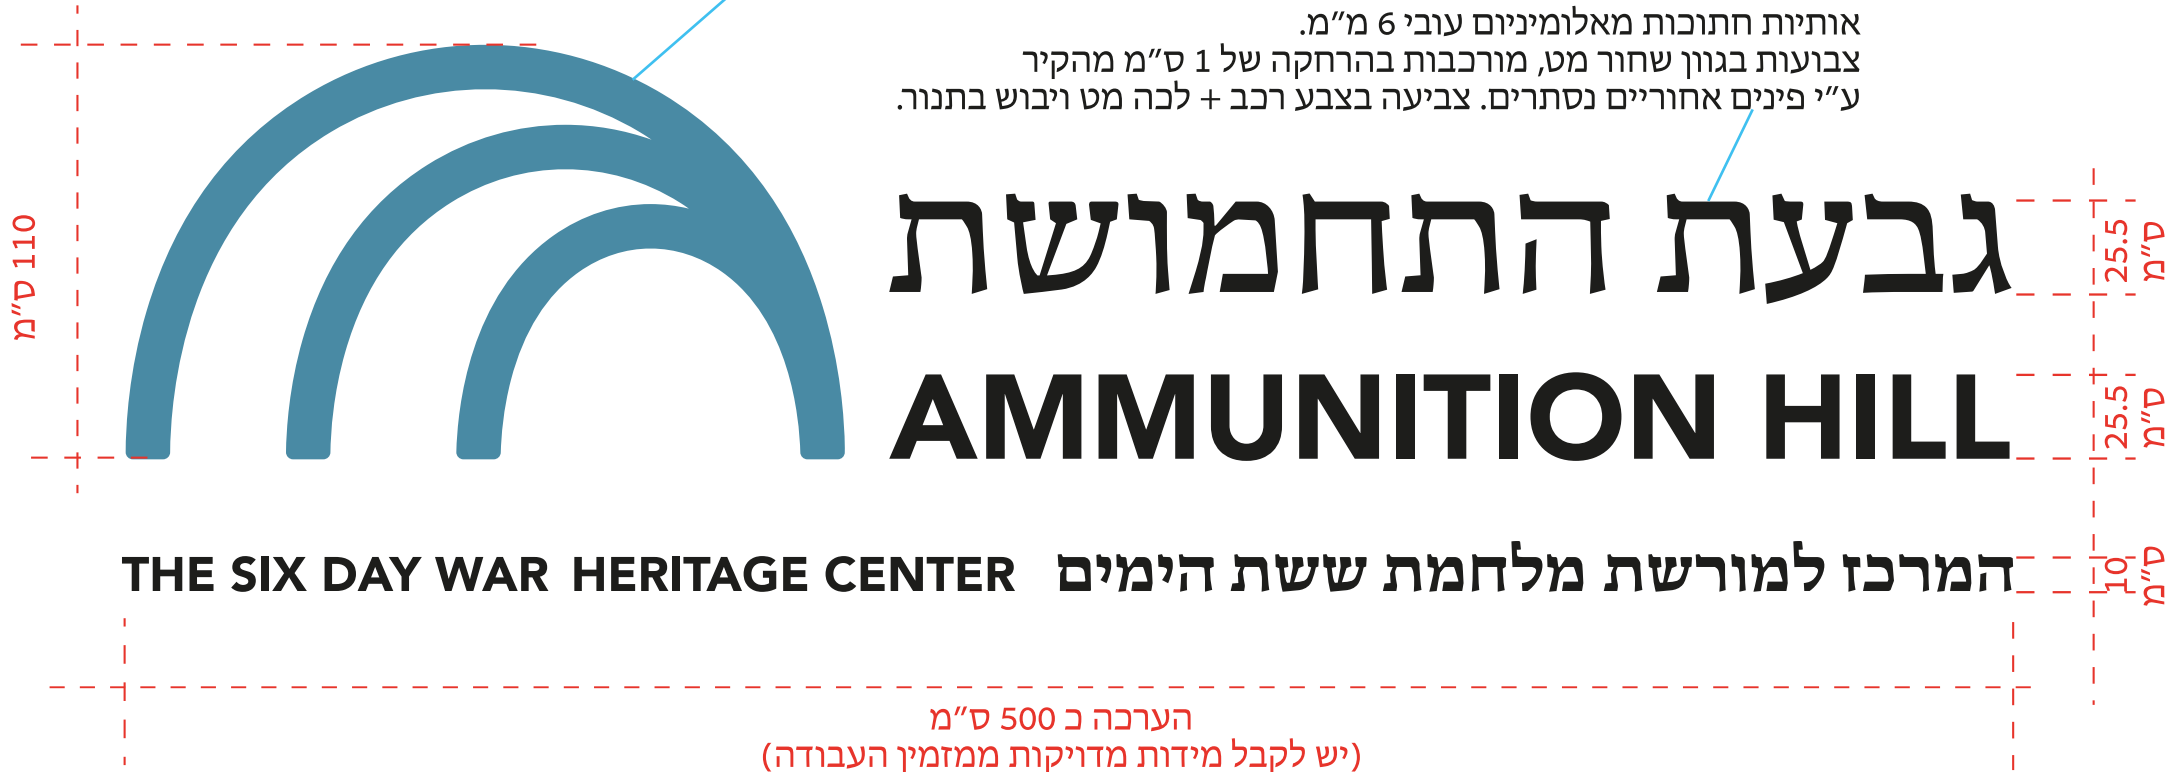 אותיות חתוכות מאלומיניום עובי 6 מ״מ.
צבועות בגוון שחור מט, מורכבות בהרחקה של 1 ס״מ מהקיר
ע״י פינים אחוריים נסתרים. צביעה בצבע רכב + לכה מט ויבוש בתנור.
110 ס״מ
גבעת התחמושת
25.5
ס״מ
AMMUNITION HILL
25.5
ס״מ
THE SIX DAY WAR HERITAGE CENTER המרכז למורשת מלחמת ששת הימים
10
ס״מ
הערכה כ 500 ס״מ
(יש לקבל מידות מדויקות ממזמין העבודה)